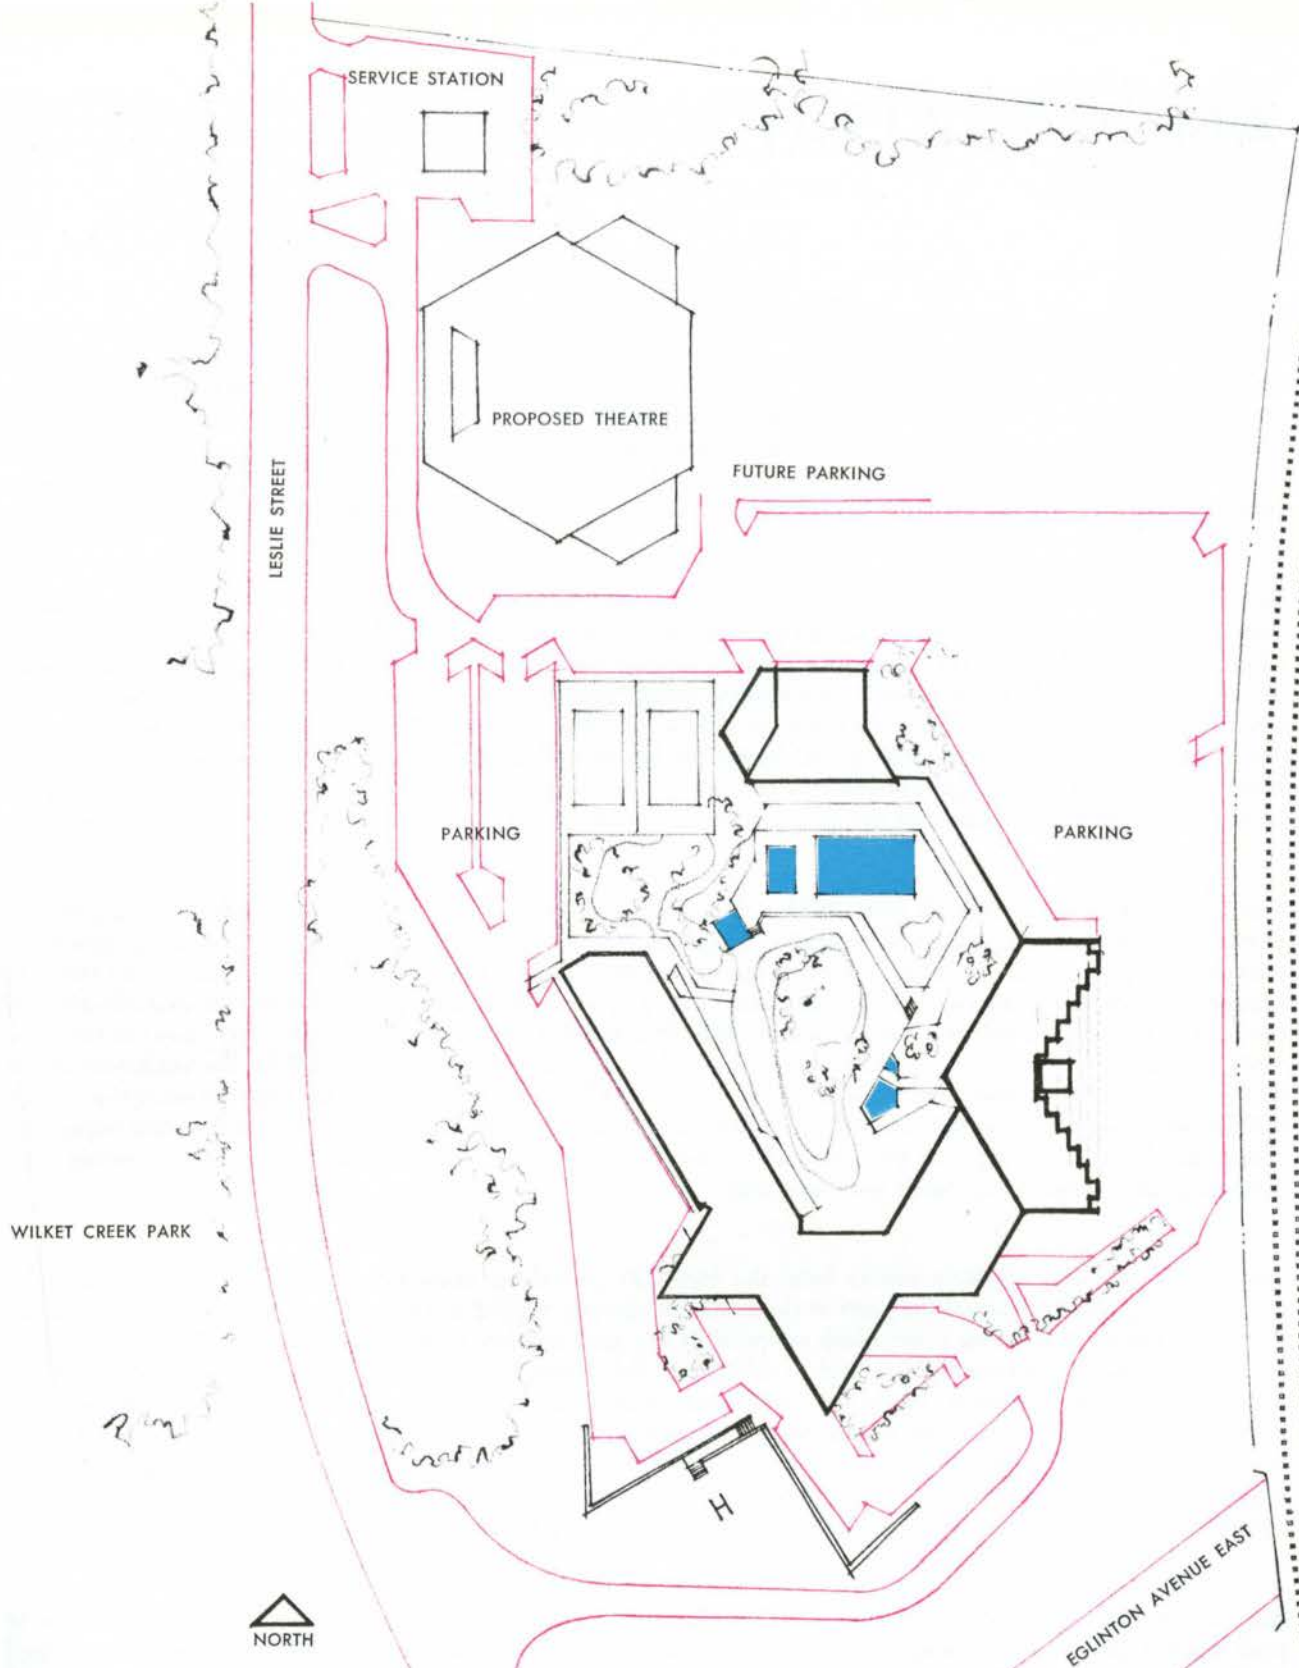 SERVICE STATION
PROPOSED THEATRE
FUTURE PARKING
LESLIE STREET
PARKING
PARKING
WILKET CREEK PARK
H
NORTH
EGLINTON AVENUE EAST